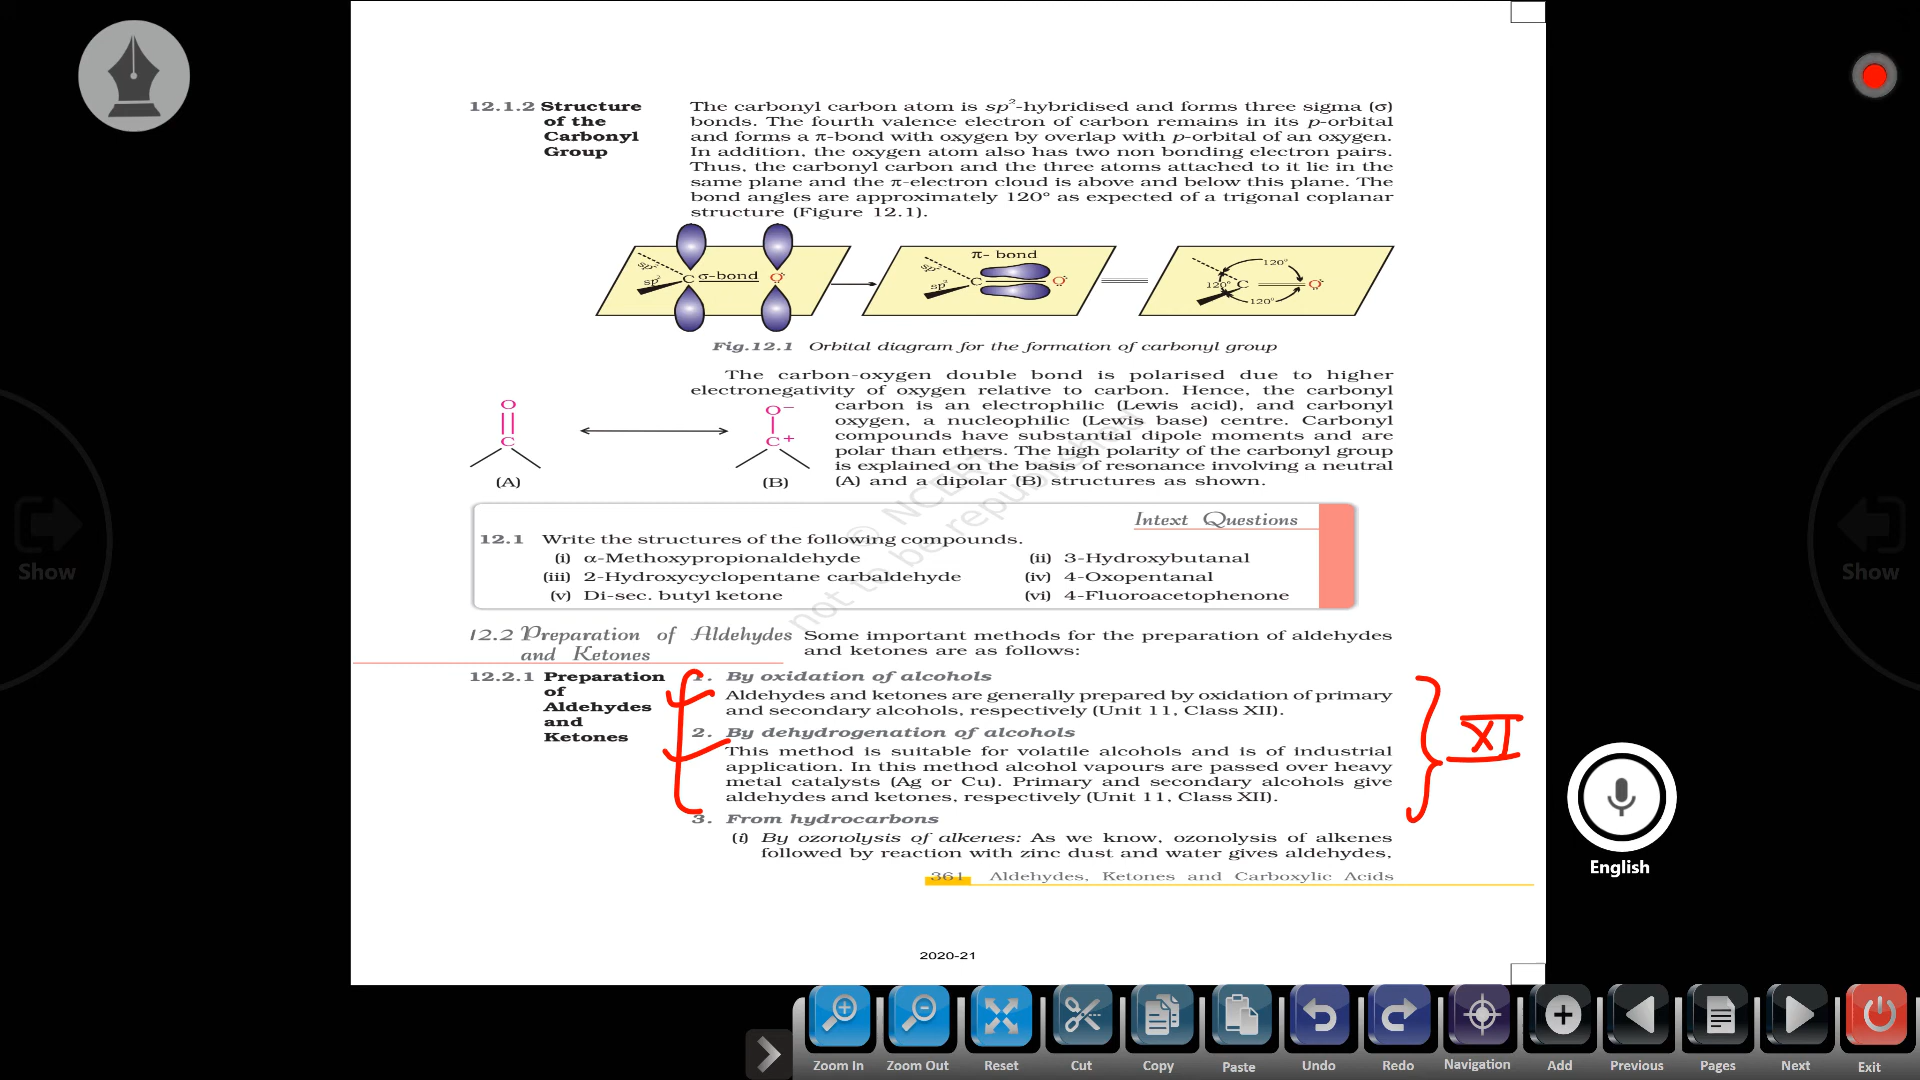 12.1.2 Structure of the Carbonyl Group
The carbonyl carbon atom is sp²-hybridised and forms three sigma (σ)
bonds. The fourth valence electron of carbon remains in its p-orbital
and forms a π-bond with oxygen by overlap with p-orbital of an oxygen.
In addition, the oxygen atom also has two non bonding electron pairs.
Thus, the carbonyl carbon and the three atoms attached to it lie in the
same plane and the π-electron cloud is above and below this plane. The
bond angles are approximately 120° as expected of a trigonal coplanar
structure (Figure 12.1).
sp² sp² C σ-bond O
π- bond
sp² sp² C O
120° 120° 120° C O
Fig.12.1 Orbital diagram for the formation of carbonyl group
The carbon-oxygen double bond is polarised due to higher
electronegativity of oxygen relative to carbon. Hence, the carbonyl
carbon is an electrophilic (Lewis acid), and carbonyl
oxygen, a nucleophilic (Lewis base) centre. Carbonyl
compounds have substantial dipole moments and are
polar than ethers. The high polarity of the carbonyl group
is explained on the basis of resonance involving a neutral
(A) and a dipolar (B) structures as shown.
O
C
(A)
O⁻
C⁺
(B)
© NCERT
not to be republished
Intext Questions
12.1 Write the structures of the following compounds.
(i) α-Methoxypropionaldehyde (ii) 3-Hydroxybutanal
(iii) 2-Hydroxycyclopentane carbaldehyde (iv) 4-Oxopentanal
(v) Di-sec. butyl ketone (vi) 4-Fluoroacetophenone
12.2 Preparation of Aldehydes
and Ketones
Some important methods for the preparation of aldehydes
and ketones are as follows:
12.2.1 Preparation
of
Aldehydes
and
Ketones
1. By oxidation of alcohols
Aldehydes and ketones are generally prepared by oxidation of primary
and secondary alcohols, respectively (Unit 11, Class XII).
2. By dehydrogenation of alcohols
This method is suitable for volatile alcohols and is of industrial
application. In this method alcohol vapours are passed over heavy
metal catalysts (Ag or Cu). Primary and secondary alcohols give
aldehydes and ketones, respectively (Unit 11, Class XII).
XI
3. From hydrocarbons
(i) By ozonolysis of alkenes: As we know, ozonolysis of alkenes
followed by reaction with zinc dust and water gives aldehydes,
361 Aldehydes, Ketones and Carboxylic Acids
2020-21
Show
Show
English
Zoom In Zoom Out Reset Cut Copy Paste Undo Redo Navigation Add Previous Pages Next Exit